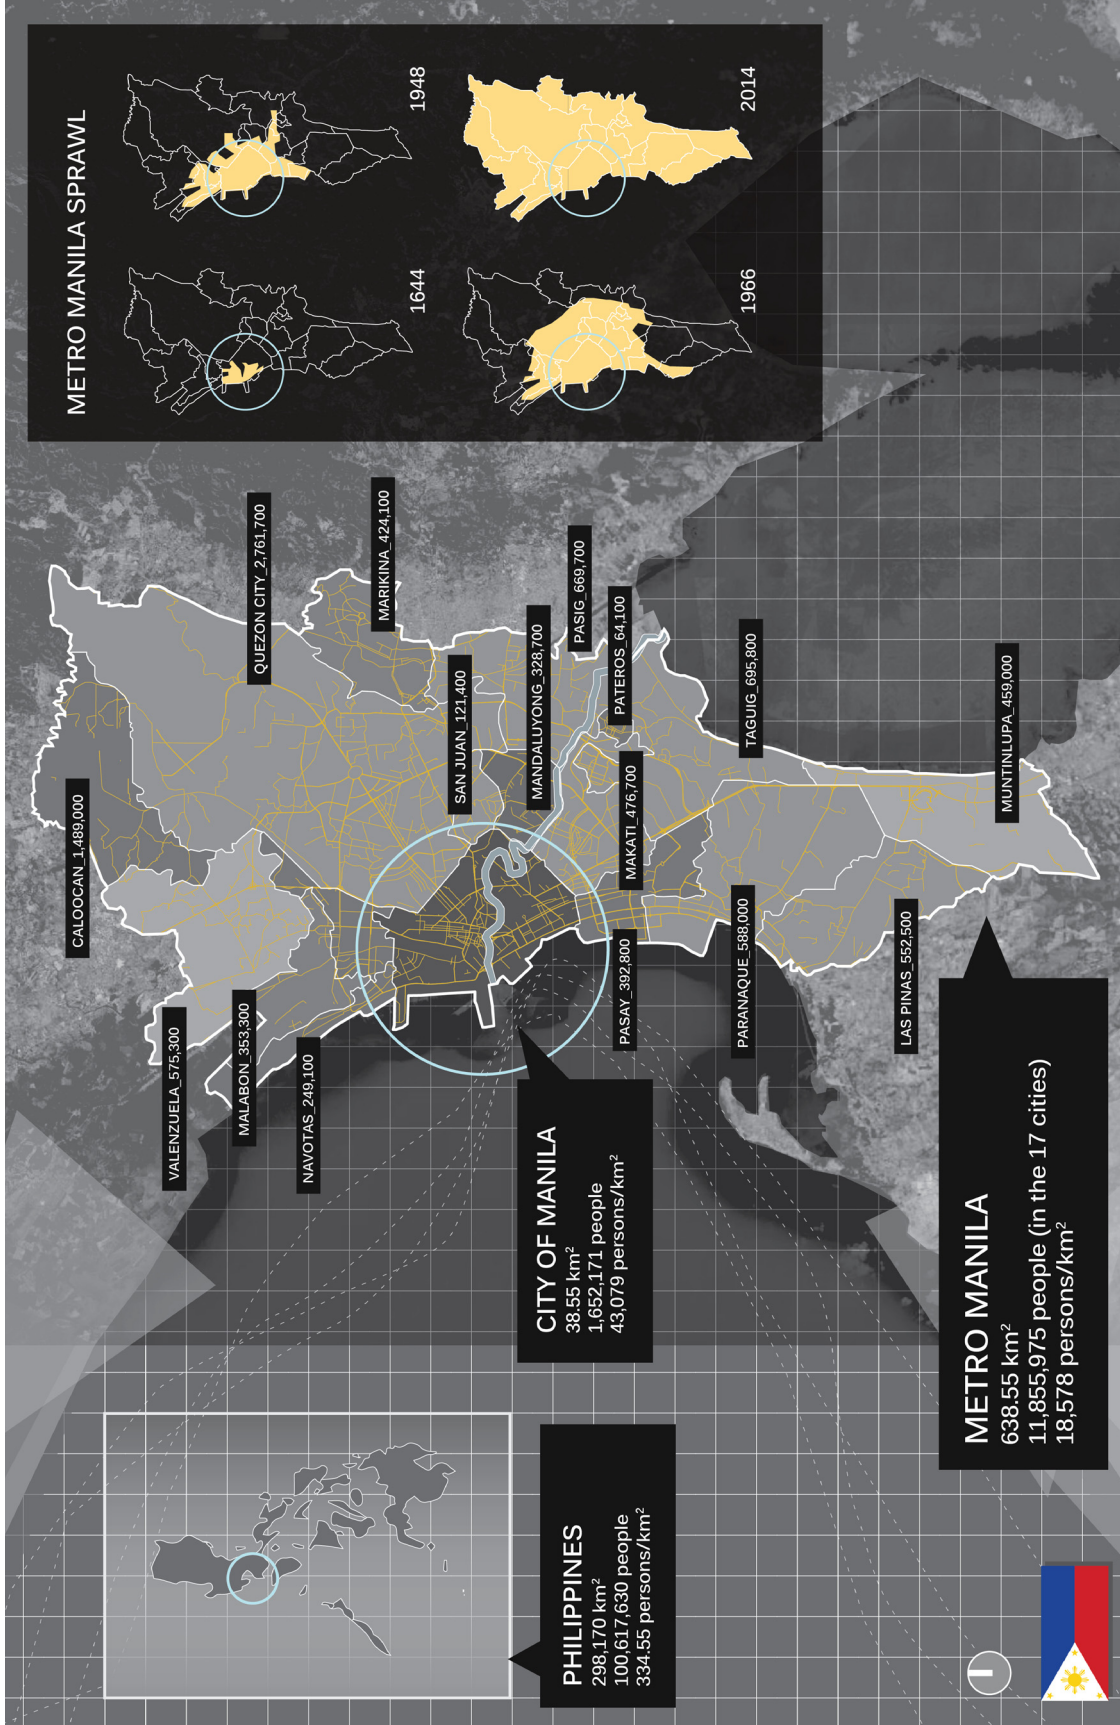 PHILIPPINES
298,170 km²
100,617,630 people
334.55 persons/km²
CITY OF MANILA
38.55 km²
1,652,171 people
43,079 persons/km²
METRO MANILA
638.55 km²
11,855,975 people (in the 17 cities)
18,578 persons/km²
CALOOCAN_1,489,000
VALENZUELA_575,300
MALABON_353,300
NAVOTAS_249,100
QUEZON CITY_2,761,700
MARIKINA_424,100
SAN JUAN_121,400
MANDALUYONG_328,700
PASIG_669,700
PATEROS_64,100
MAKATI_476,700
PASAY_392,800
TAGUIG_695,800
PARANAQUE_588,000
LAS PINAS_552,500
MUNTINLUPA_459,000
METRO MANILA SPRAWL
1644
1948
1966
2014